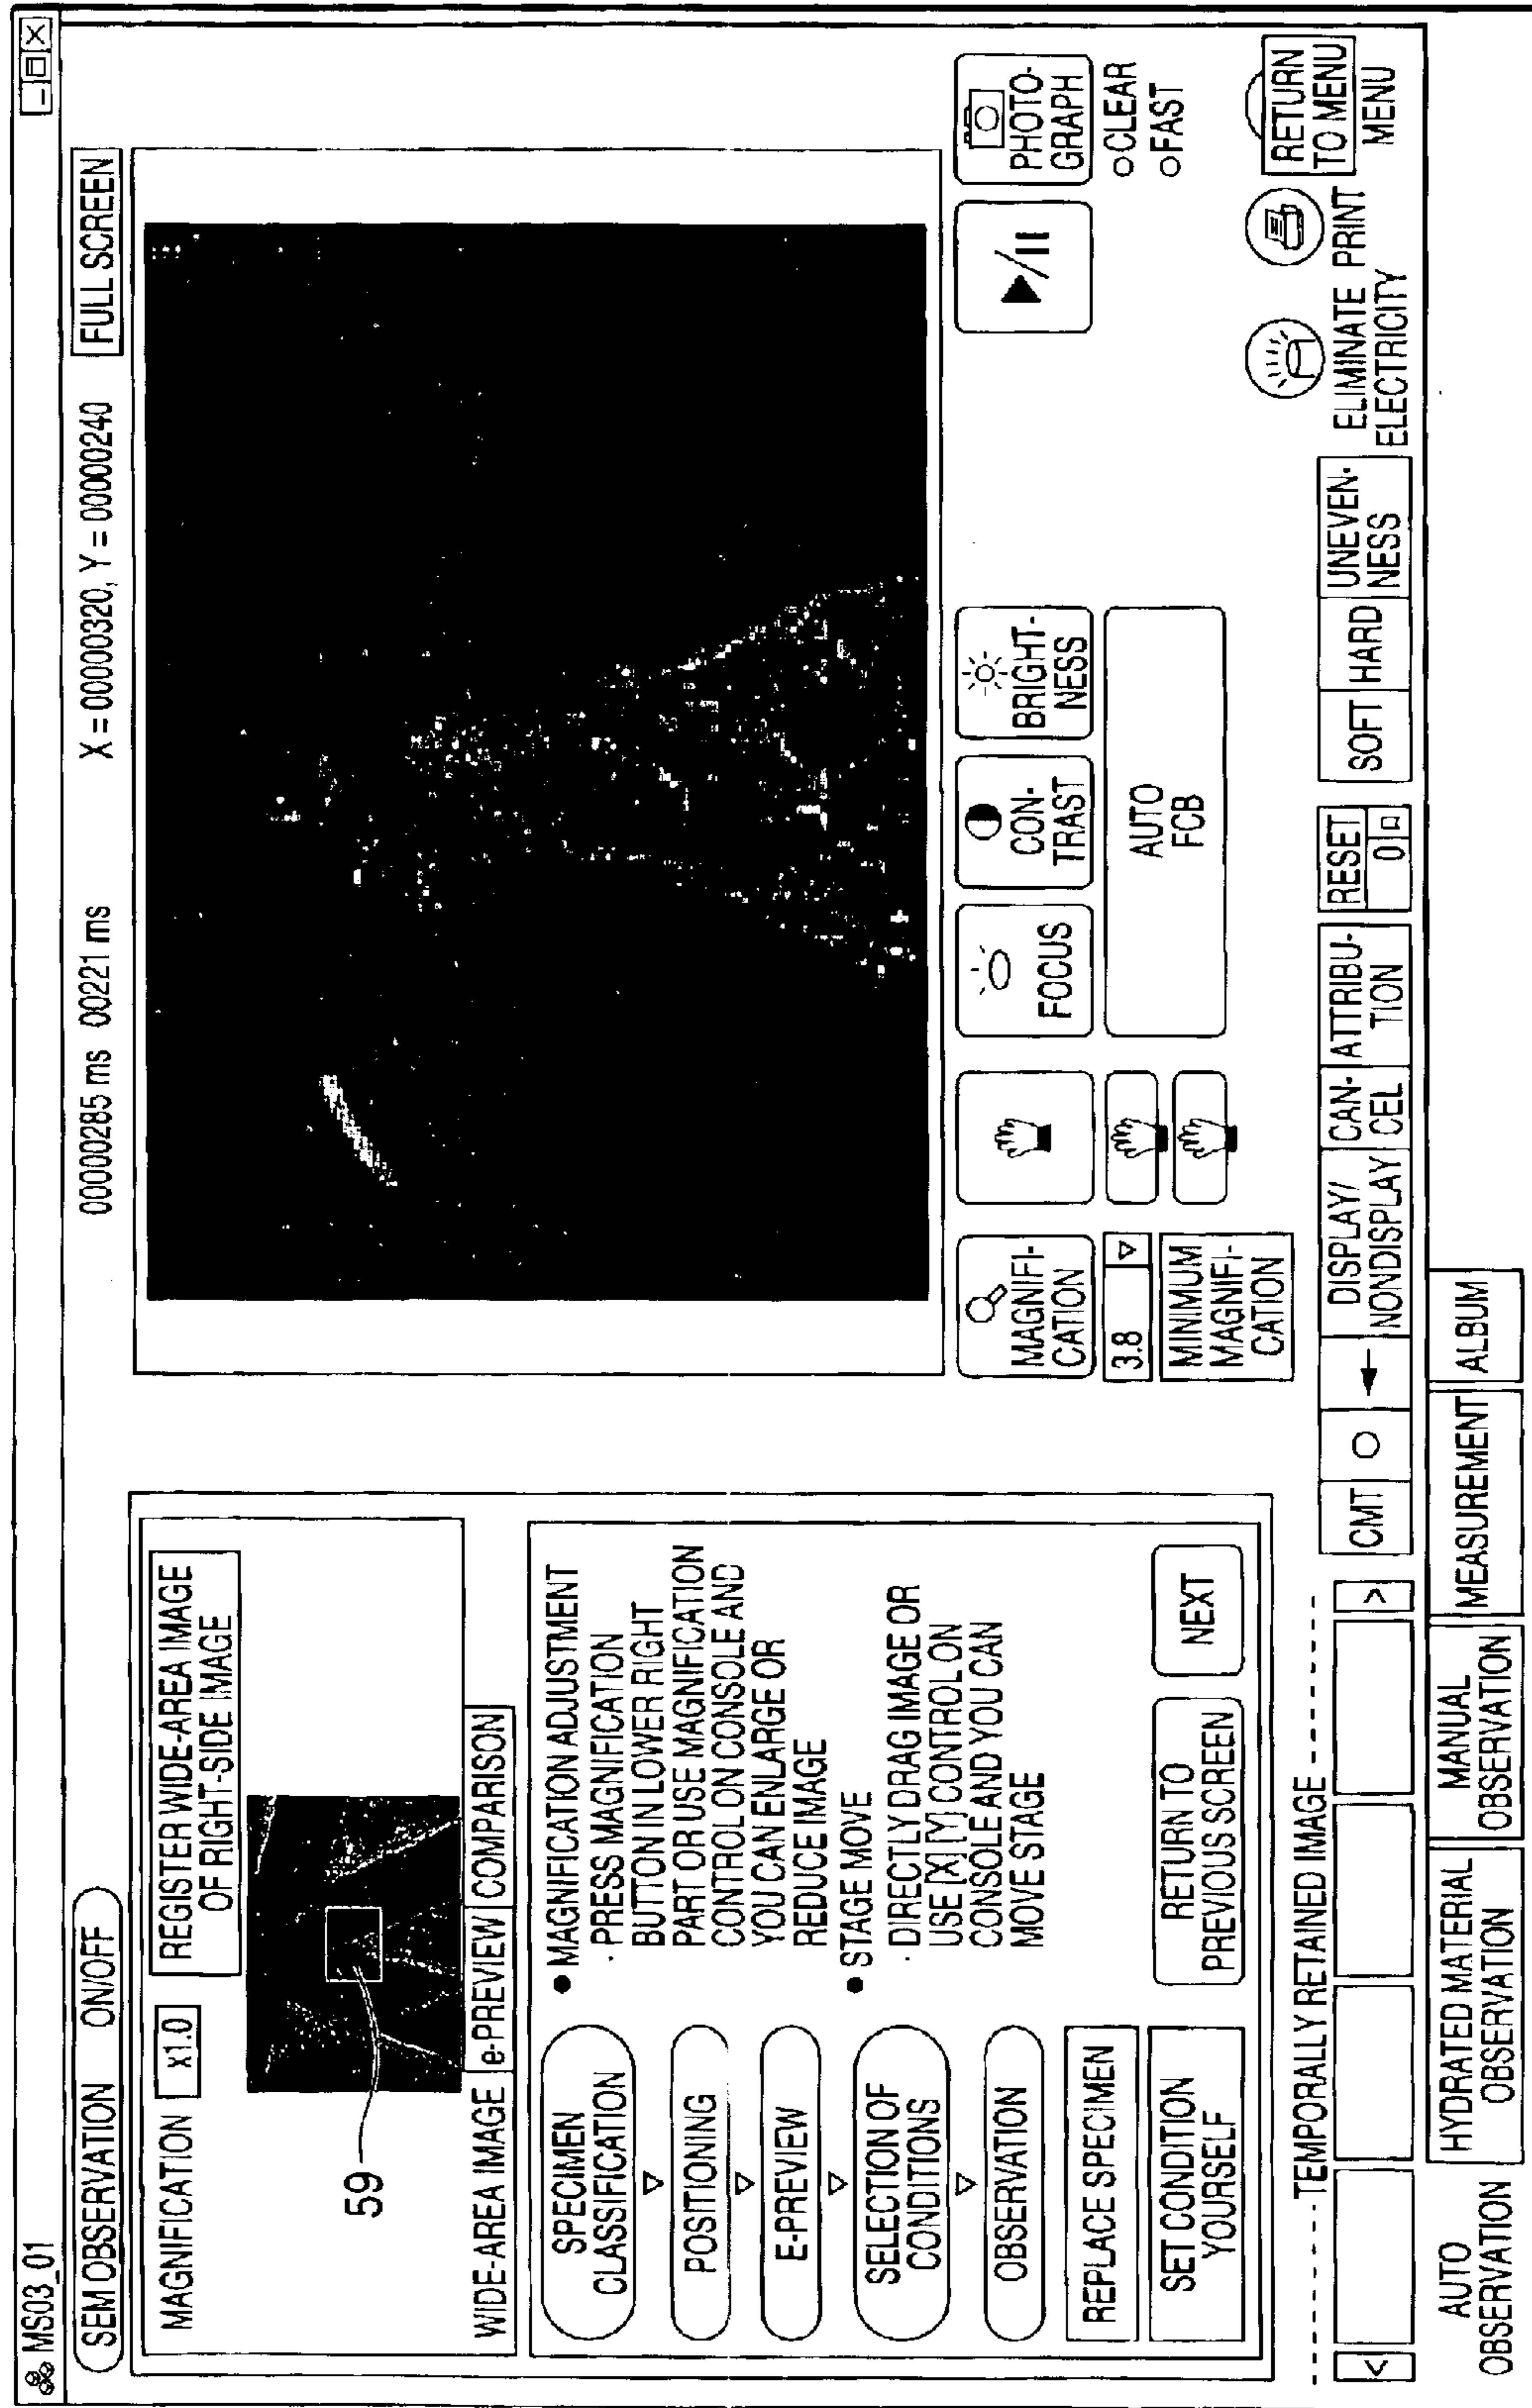 MS03_01
SEM OBSERVATION ON/OFF
00000285 ms 00221 ms
X = 00000320, Y = 00000240
FULL SCREEN
MAGNIFICATION x1.0
REGISTER WIDE-AREA IMAGE
OF RIGHT-SIDE IMAGE
59
WIDE-AREA IMAGE
e-PREVIEW
COMPARISON
SPECIMEN
CLASSIFICATION
POSITIONING
E-PREVIEW
SELECTION OF
CONDITIONS
OBSERVATION
REPLACE SPECIMEN
SET CONDITION
YOURSELF
● MAGNIFICATION ADJUSTMENT
· PRESS MAGNIFICATION
BUTTON IN LOWER RIGHT
PART OR USE MAGNIFICATION
CONTROL ON CONSOLE AND
YOU CAN ENLARGE OR
REDUCE IMAGE
● STAGE MOVE
· DIRECTLY DRAG IMAGE OR
USE [X] [Y] CONTROL ON
CONSOLE AND YOU CAN
MOVE STAGE
RETURN TO
PREVIOUS SCREEN
NEXT
MAGNIFI-
CATION
3.8
MINIMUM
MAGNIFI-
CATION
FOCUS
CON-
TRAST
BRIGHT-
NESS
AUTO
FCB
PHOTO-
GRAPH
○CLEAR
○FAST
TEMPORALLY RETAINED IMAGE
<
>
CMT
DISPLAY/
NONDISPLAY
CAN-
CEL
ATTRIBU-
TION
RESET
0
SOFT
HARD
UNEVEN-
NESS
ELIMINATE
ELECTRICITY
PRINT
RETURN
TO MENU
MENU
AUTO
OBSERVATION
HYDRATED MATERIAL
OBSERVATION
MANUAL
OBSERVATION
MEASUREMENT
ALBUM